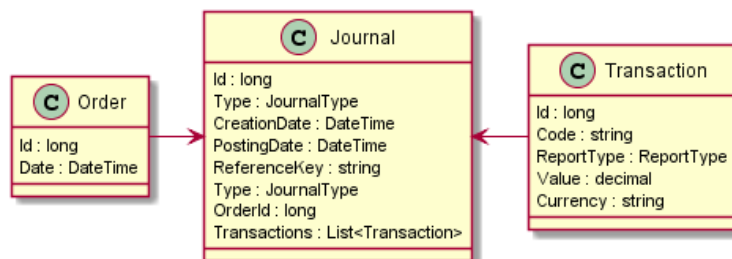 C Order
Id : long
Date : DateTime
C Journal
Id : long
Type : JournalType
CreationDate : DateTime
PostingDate : DateTime
ReferenceKey : string
Type : JournalType
OrderId : long
Transactions : List<Transaction>
C Transaction
Id : long
Code : string
ReportType : ReportType
Value : decimal
Currency : string